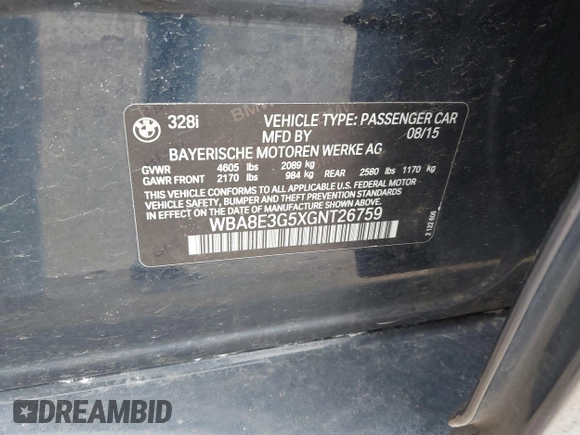 328i VEHICLE TYPE: PASSENGER CAR
MFD BY 08/15
BAYERISCHE MOTOREN WERKE AG
GVWR 4605 lbs 2089 kg
GAWR FRONT 2170 lbs 984 kg REAR 2580 lbs 1170 kg
THIS VEHICLE CONFORMS TO ALL APPLICABLE U.S. FEDERAL MOTOR
VEHICLE SAFETY, BUMPER AND THEFT PREVENTION STANDARDS
IN EFFECT ON THE DATE OF MANUFACTURE SHOWN ABOVE.
WBA8E3G5XGNT26759
DREAMBID